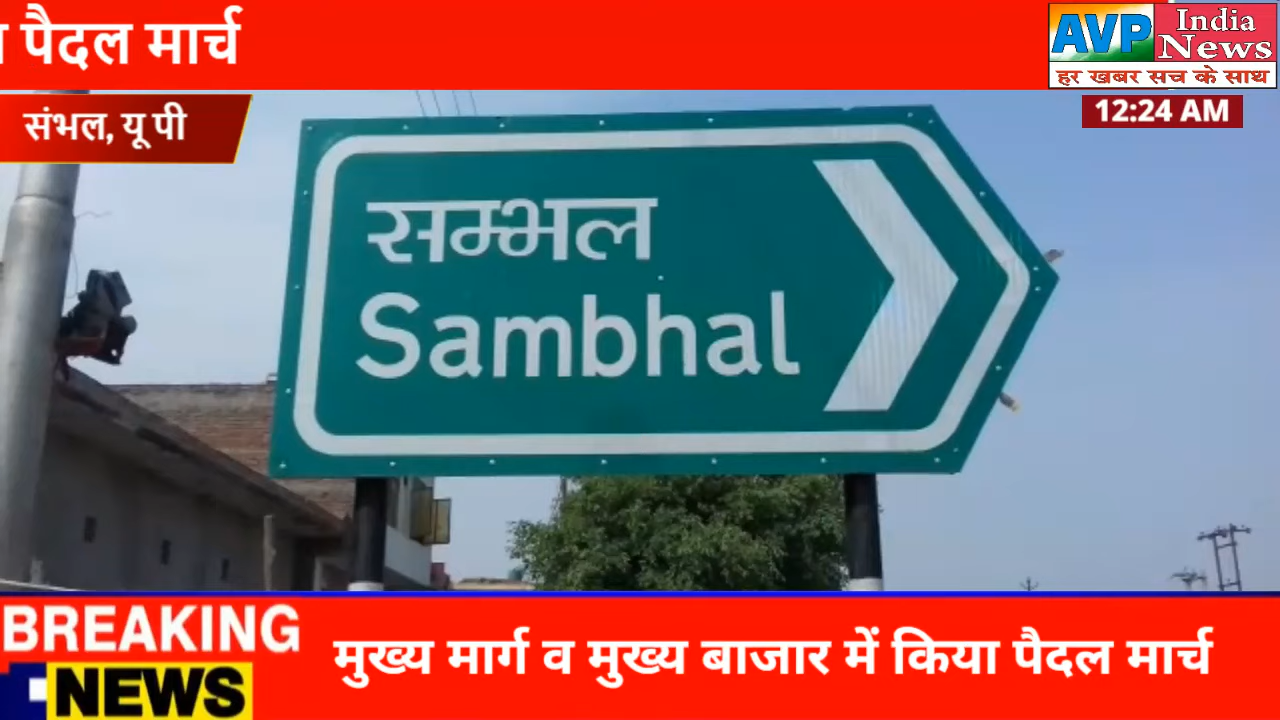 पैदल मार्च
AVP India News
हर खबर सच के साथ
संभल, यू पी
12:24 AM
सम्भल
Sambhal
BREAKING
NEWS
मुख्य मार्ग व मुख्य बाजार में किया पैदल मार्च